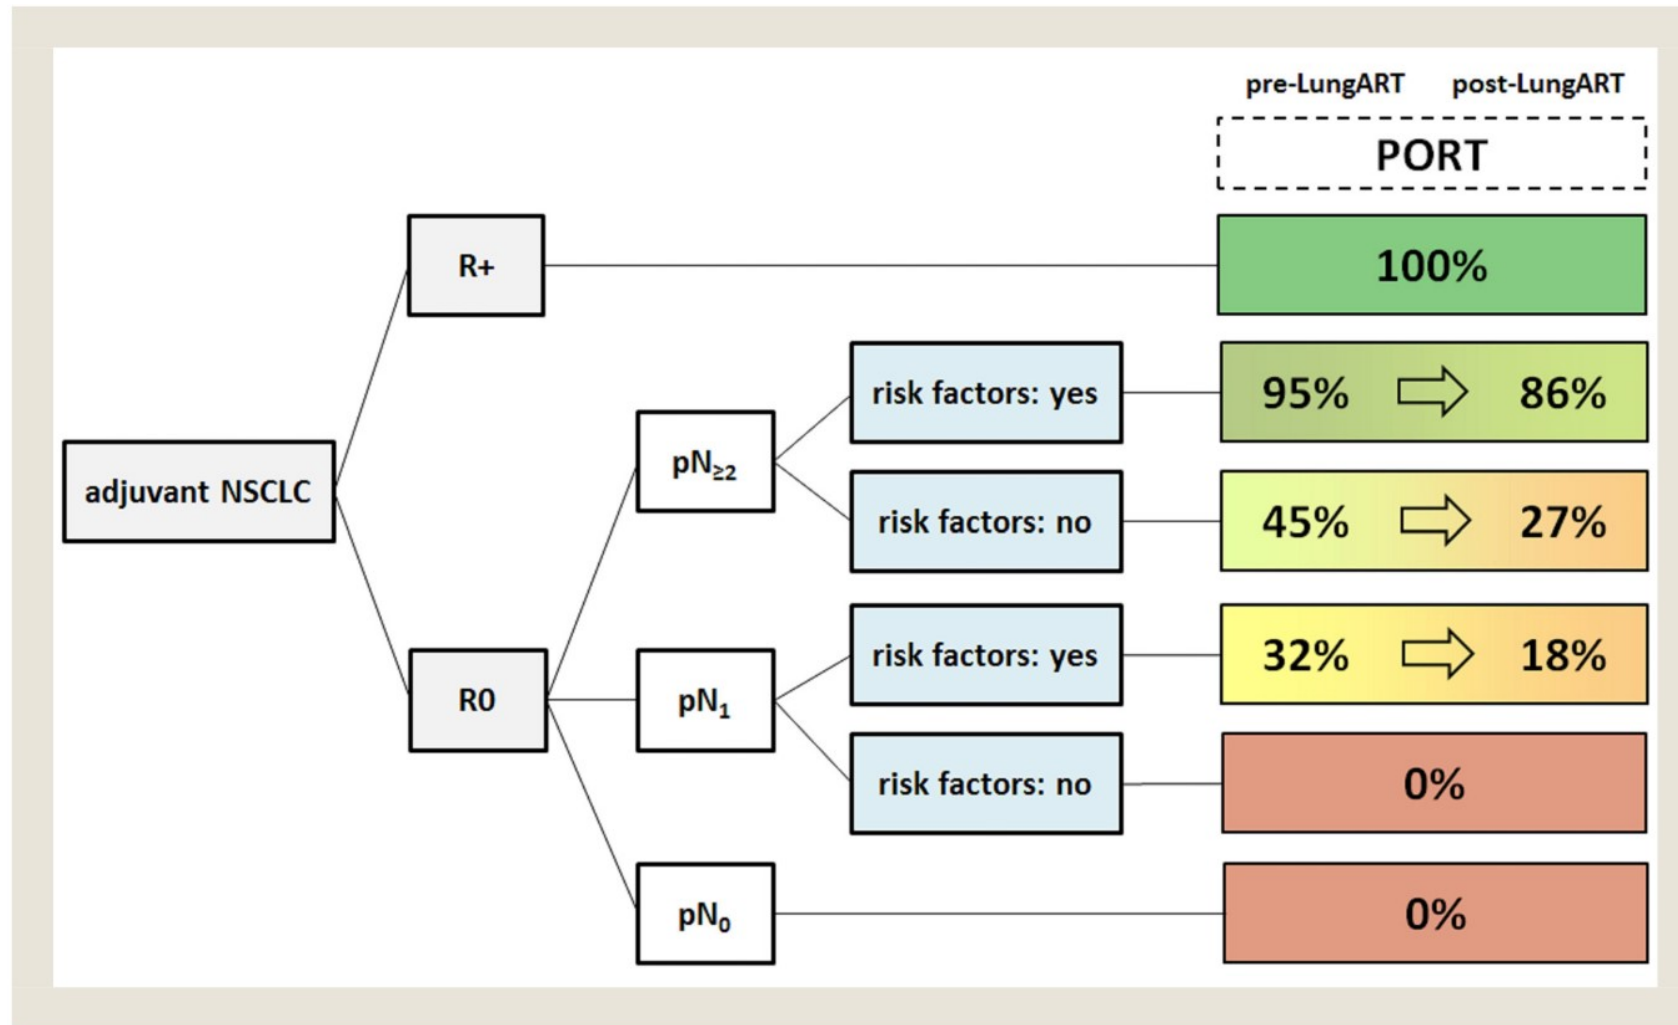 pre-LungART post-LungART
PORT
R+
100%
risk factors: yes
95% 86%
pN≥2
adjuvant NSCLC
risk factors: no
45% 27%
risk factors: yes
32% 18%
R0
pN1
risk factors: no
0%
pN0
0%